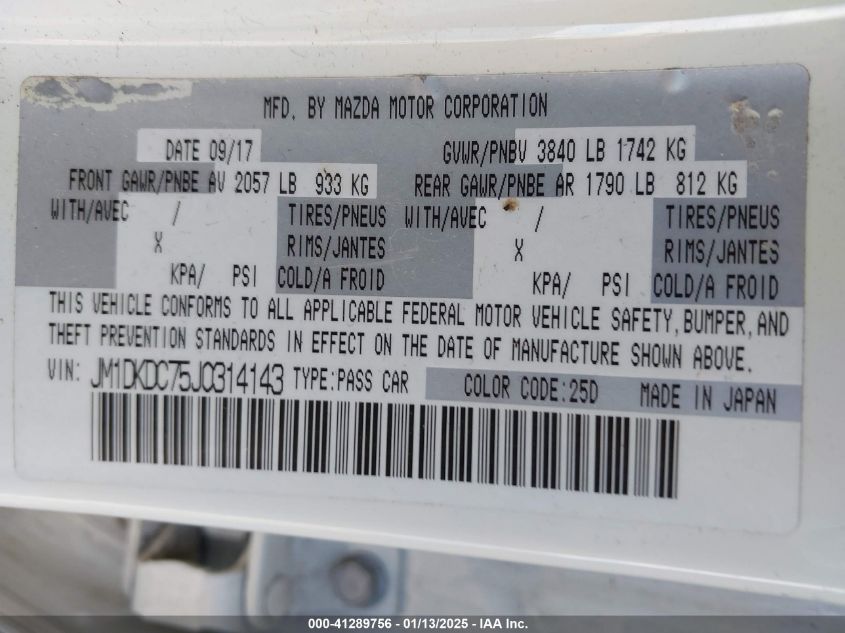 MFD. BY MAZDA MOTOR CORPORATION
DATE 09/17 GVWR/PNBV 3840 LB 1742 KG
FRONT GAWR/PNBE AV 2057 LB 933 KG REAR GAWR/PNBE AR 1790 LB 812 KG
WITH/AVEC / TIRES/PNEUS WITH/AVEC / TIRES/PNEUS
X RIMS/JANTES X RIMS/JANTES
KPA/ PSI COLD/A FROID KPA/ PSI COLD/A FROID
THIS VEHICLE CONFORMS TO ALL APPLICABLE FEDERAL MOTOR VEHICLE SAFETY, BUMPER, AND
THEFT PREVENTION STANDARDS IN EFFECT ON THE DATE OF MANUFACTURE SHOWN ABOVE.
VIN: JM1DKDC75J0314143 TYPE:PASS CAR COLOR CODE:25D MADE IN JAPAN
000-41289756 - 01/13/2025 - IAA Inc.